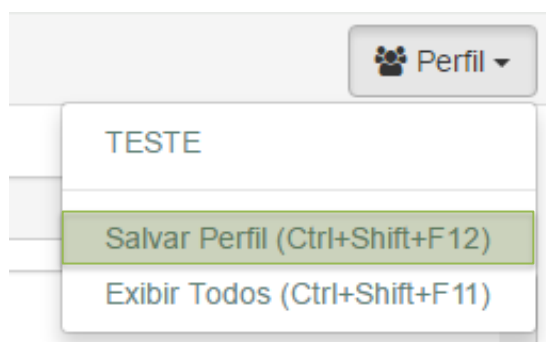 Perfil
TESTE
Salvar Perfil (Ctrl+Shift+F12)
Exibir Todos (Ctrl+Shift+F11)